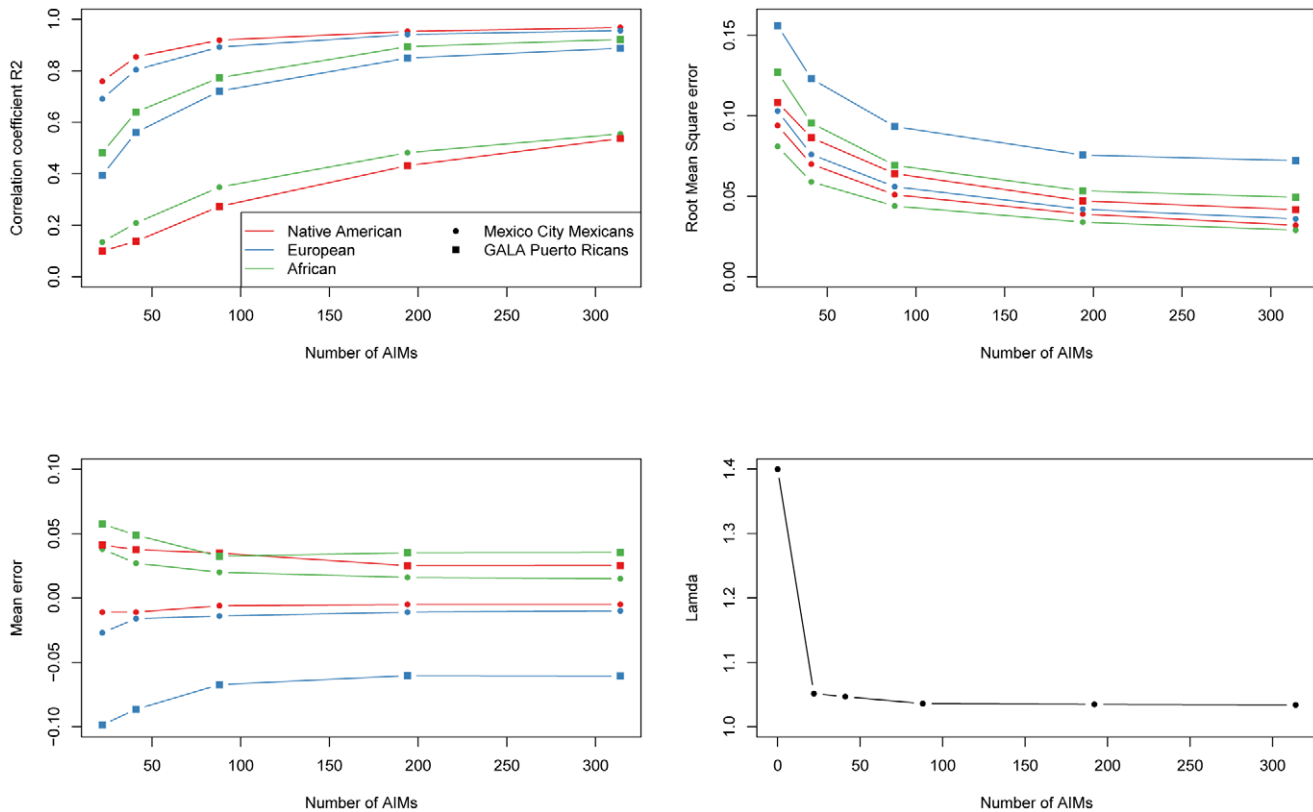 1.0
0.8
0.6
0.4
0.2
0.0
Correlation coefficient R2
Native American
European
African
Mexico City Mexicans
GALA Puerto Ricans
50 100 150 200 250 300
Number of AIMs
0.15
0.10
0.05
0.00
Root Mean Square error
50 100 150 200 250 300
Number of AIMs
0.10
0.05
0.00
−0.05
−0.10
Mean error
50 100 150 200 250 300
Number of AIMs
1.4
1.3
1.2
1.1
1.0
Lamda
0 50 100 150 200 250 300
Number of AIMs